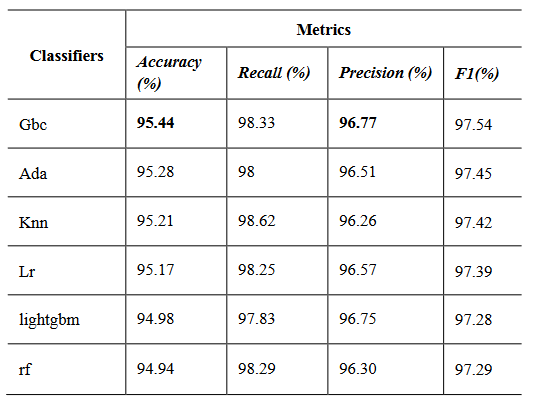 Classifiers
Metrics
Accuracy
(%)
Recall (%)
Precision (%)
F1(%)
Gbc 95.44 98.33 96.77 97.54
Ada 95.28 98 96.51 97.45
Knn 95.21 98.62 96.26 97.42
Lr 95.17 98.25 96.57 97.39
lightgbm 94.98 97.83 96.75 97.28
rf 94.94 98.29 96.30 97.29